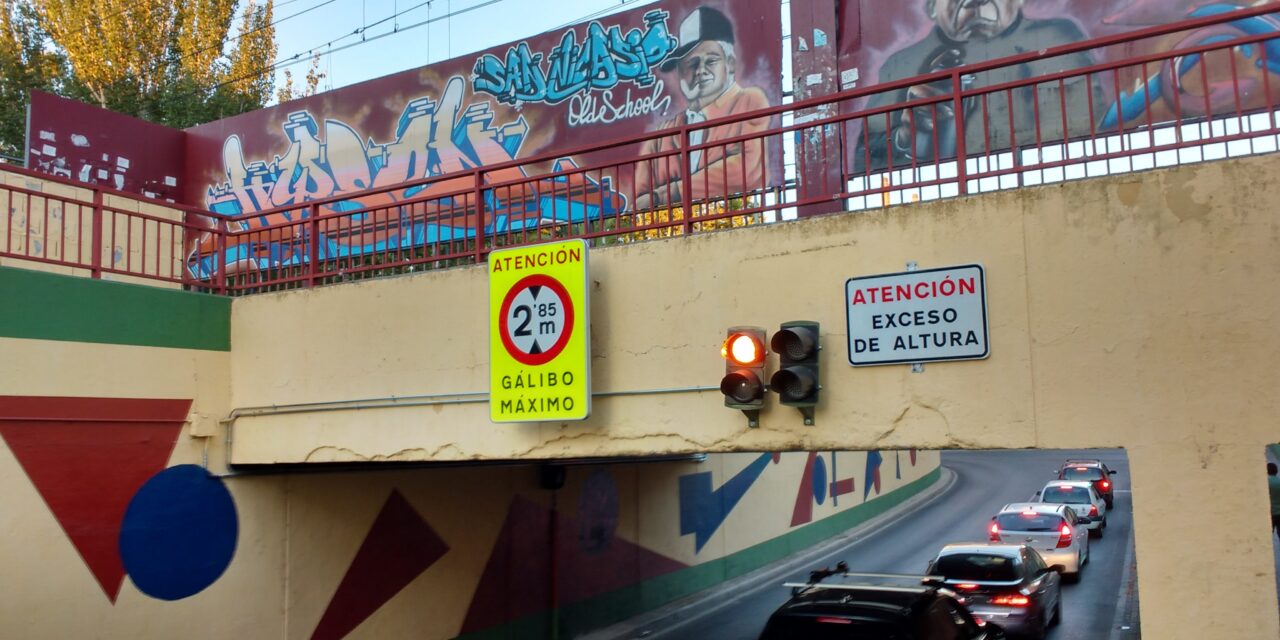 SAN NICASIO
Old School
ATENCIÓN
2'85
m
GÁLIBO
MÁXIMO
ATENCIÓN
EXCESO
DE ALTURA